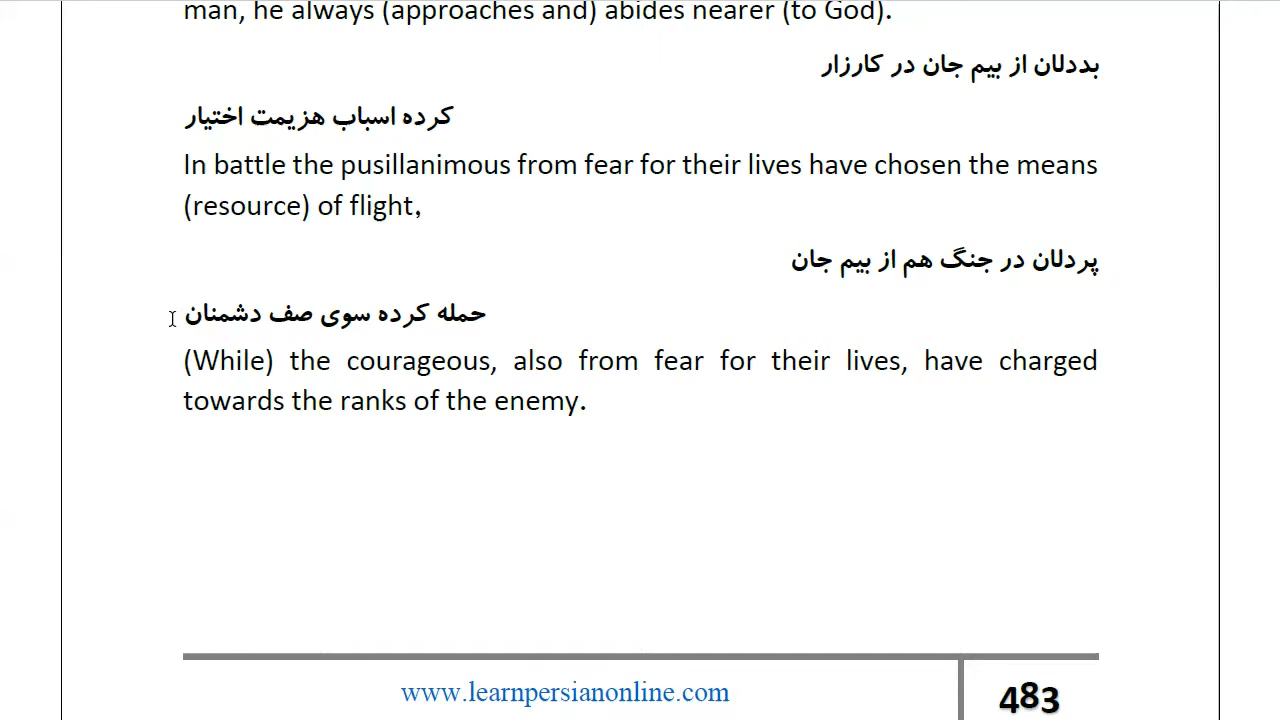 man, he always (approaches and) abides nearer (to God).
بددلان از بیم جان در کارزار
کرده اسباب هزیمت اختیار
In battle the pusillanimous from fear for their lives have chosen the means
(resource) of flight,
پردلان در جنگ هم از بیم جان
حمله کرده سوی صف دشمنان
(While) the courageous, also from fear for their lives, have charged
towards the ranks of the enemy.
www.learnpersianonline.com
483